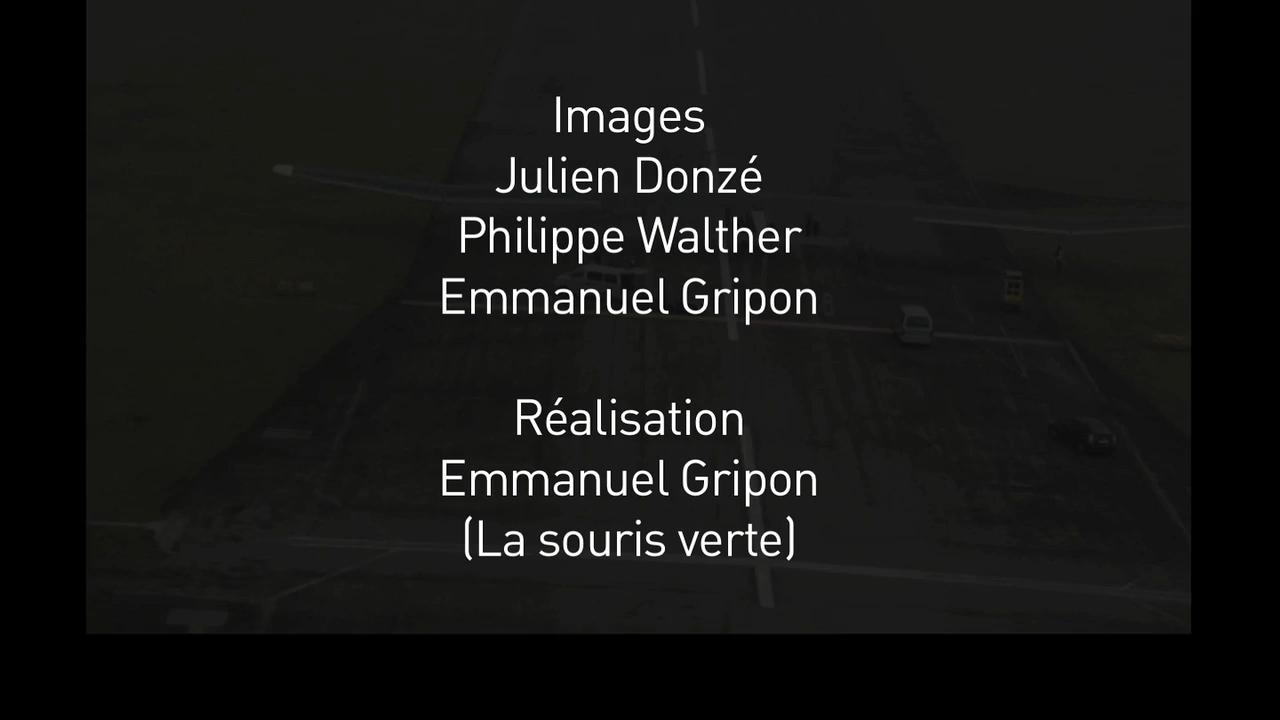 Images
Julien Donzé
Philippe Walther
Emmanuel Gripon
Réalisation
Emmanuel Gripon
(La souris verte)